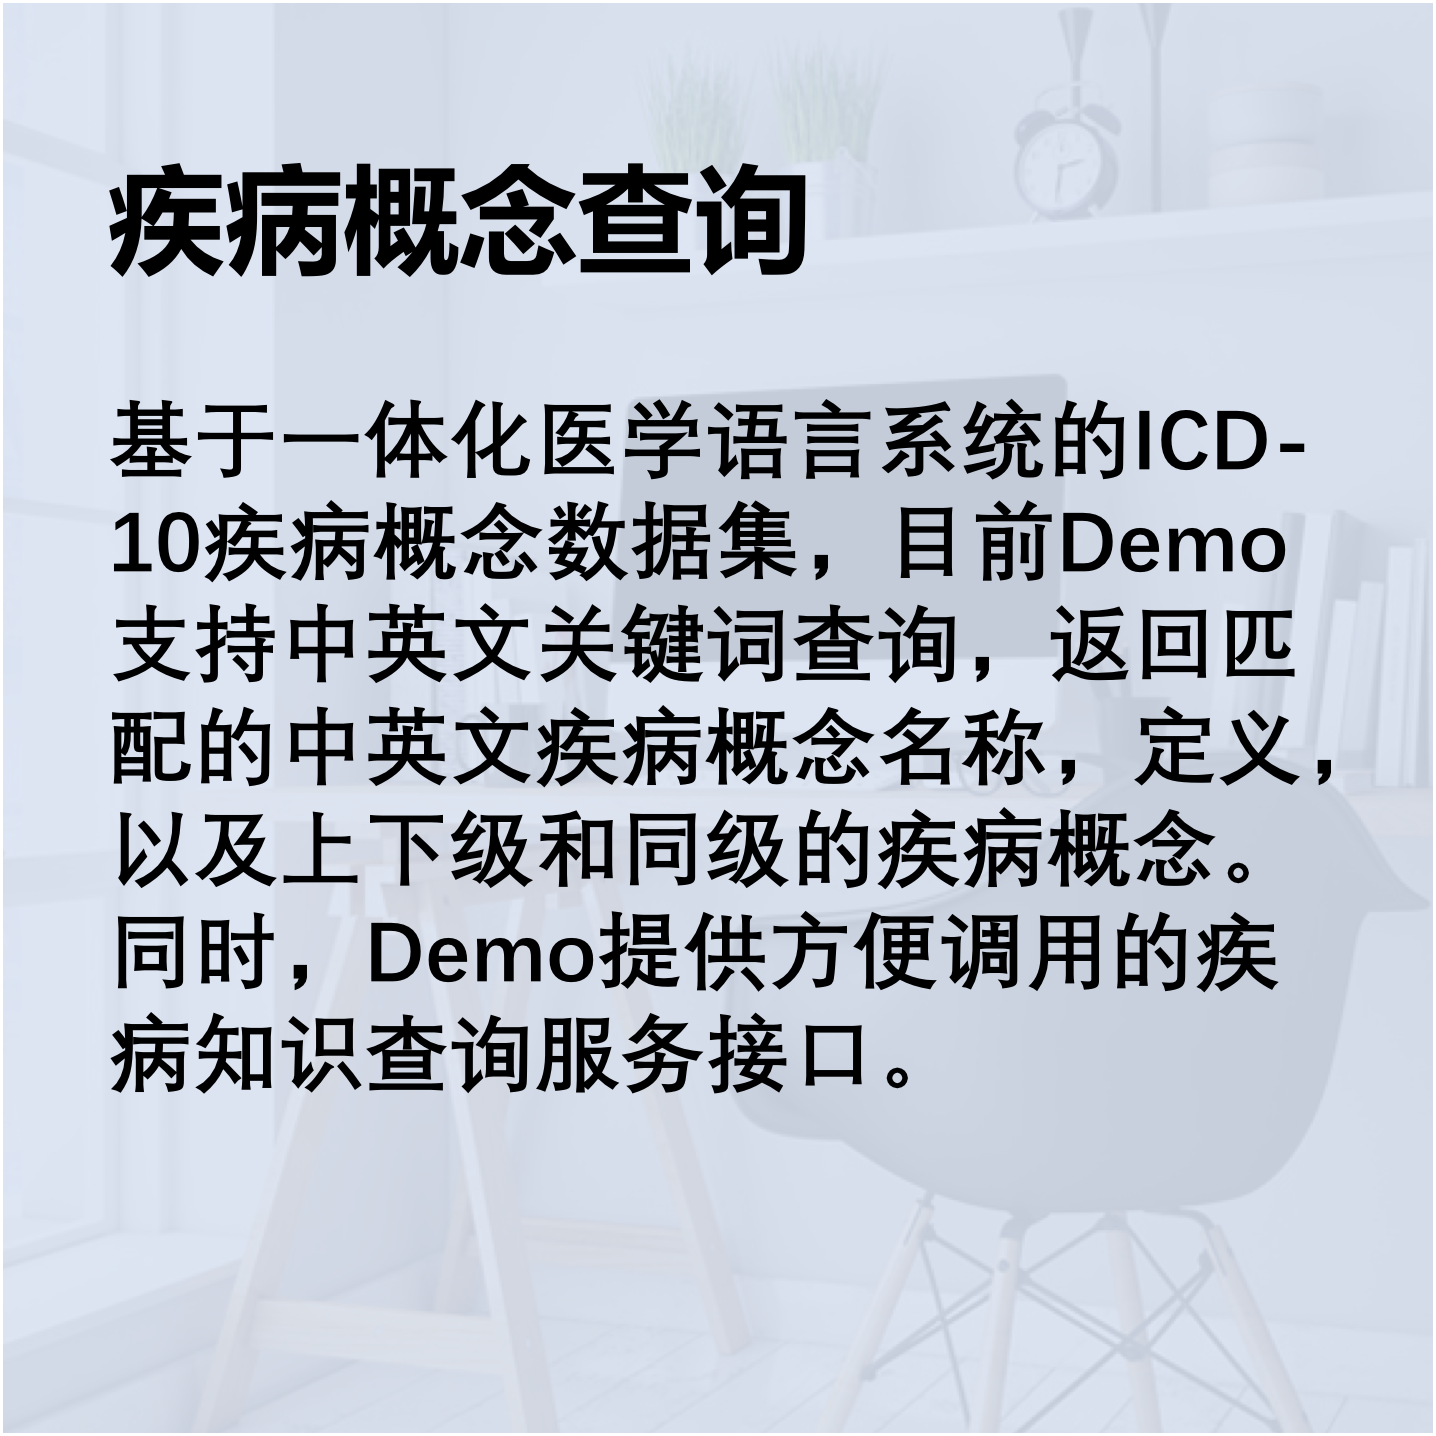 疾病概念查询
基于一体化医学语言系统的ICD-
10疾病概念数据集，目前Demo
支持中英文关键词查询，返回匹
配的中英文疾病概念名称，定义，
以及上下级和同级的疾病概念。
同时，Demo提供方便调用的疾
病知识查询服务接口。